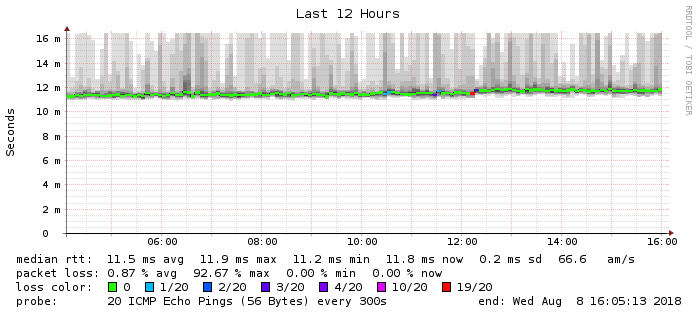 Last 12 Hours
RRDTOOL / TOBI OETIKER
Seconds
16 m
14 m
12 m
10 m
8 m
6 m
4 m
2 m
0
06:00 08:00 10:00 12:00 14:00 16:00
median rtt: 11.5 ms avg 11.9 ms max 11.2 ms min 11.8 ms now 0.2 ms sd 66.6 am/s
packet loss: 0.87 % avg 92.67 % max 0.00 % min 0.00 % now
loss color: 0 1/20 2/20 3/20 4/20 10/20 19/20
probe: 20 ICMP Echo Pings (56 Bytes) every 300s end: Wed Aug 8 16:05:13 2018